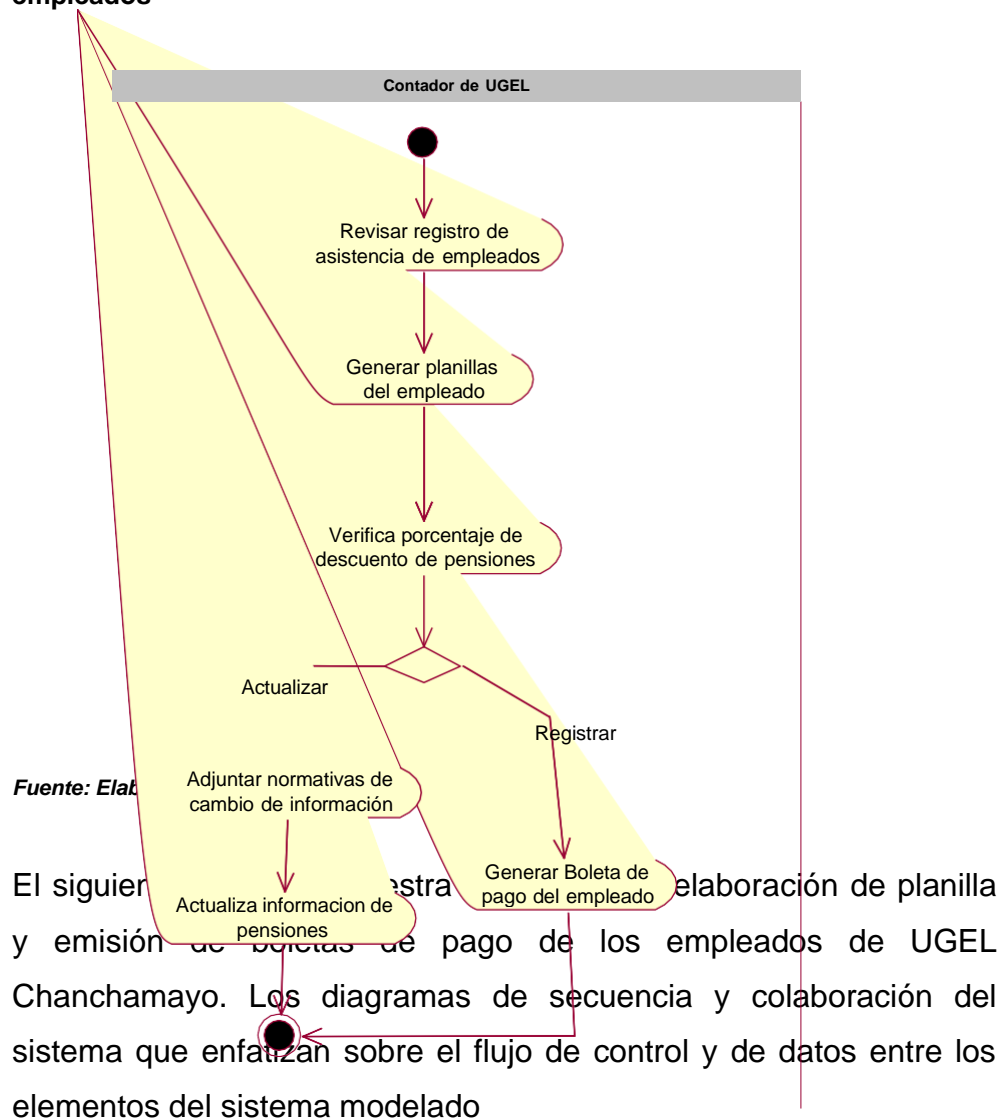 empleados
Contador de UGEL
Revisar registro de
asistencia de empleados
Generar planillas
del empleado
Verifica porcentaje de
descuento de pensiones
Actualizar
Registrar
Adjuntar normativas de
cambio de información
Actualiza informacion de
pensiones
Generar Boleta de
pago del empleado
Fuente:
El elaboración de planilla
y emisión de boletas de pago de los empleados de UGEL
Chanchamayo. Los diagramas de secuencia y colaboración del
sistema que enfatizan sobre el flujo de control y de datos entre los
elementos del sistema modelado